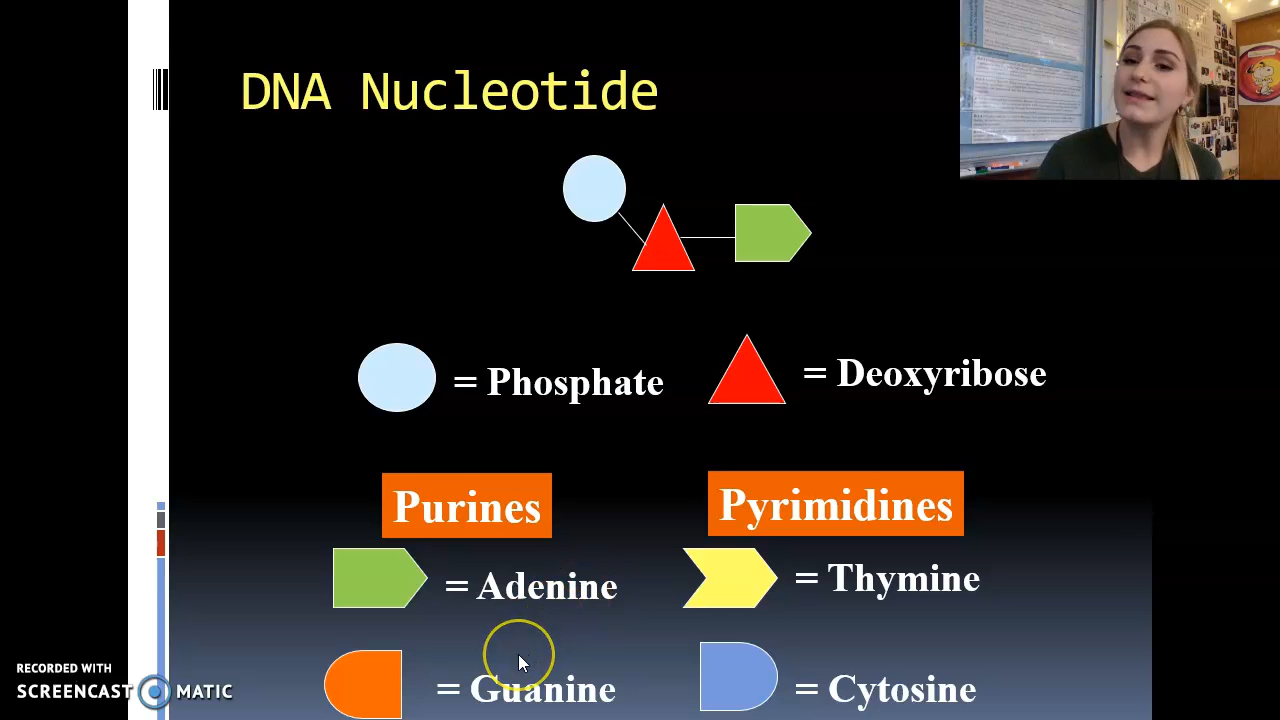 DNA Nucleotide
= Phosphate
= Deoxyribose
Purines
Pyrimidines
= Adenine
= Thymine
= Guanine
= Cytosine
RECORDED WITH
SCREENCAST MATIC